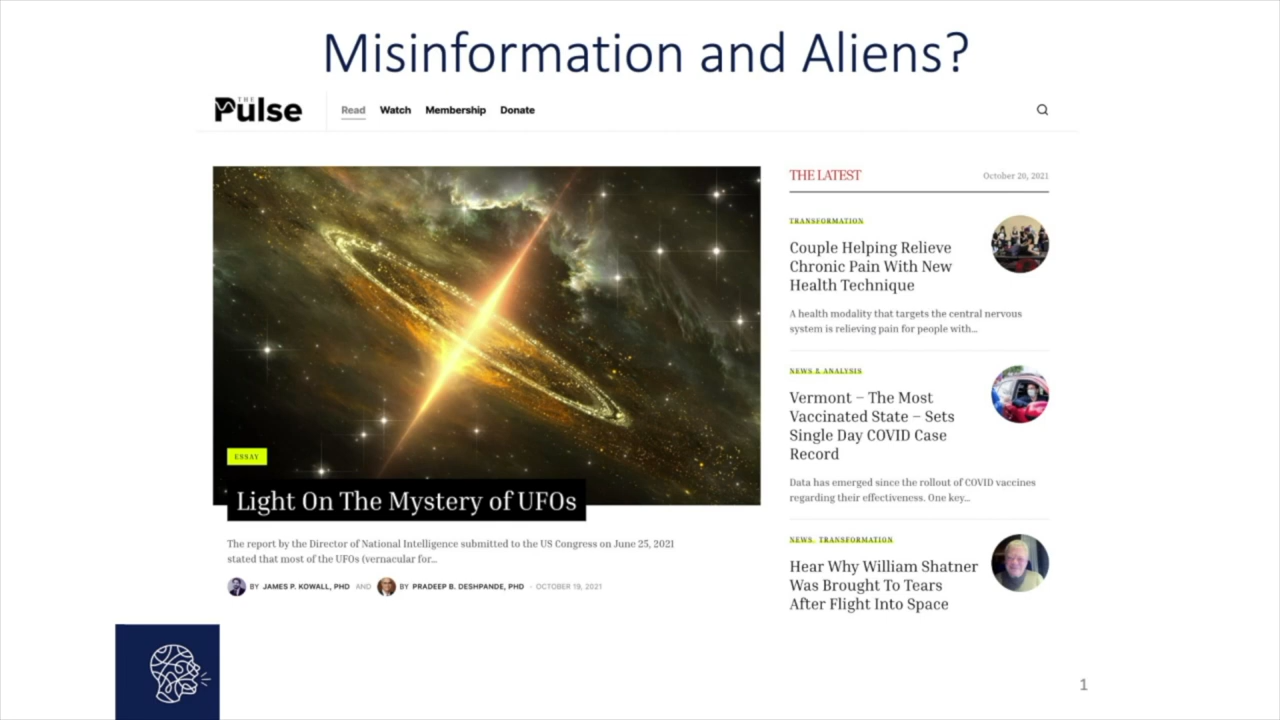 Misinformation and Aliens?
THE
Pulse
Read Watch Membership Donate
ESSAY
Light On The Mystery of UFOs
The report by the Director of National Intelligence submitted to the US Congress on June 25, 2021
stated that most of the UFOs (vernacular for...
BY JAMES P. KOWALL, PHD AND BY PRADEEP B. DESHPANDE, PHD - OCTOBER 19, 2021
THE LATEST October 20, 2021
TRANSFORMATION
Couple Helping Relieve
Chronic Pain With New
Health Technique
A health modality that targets the central nervous
system is relieving pain for people with...
NEWS & ANALYSIS
Vermont – The Most
Vaccinated State – Sets
Single Day COVID Case
Record
Data has emerged since the rollout of COVID vaccines
regarding their effectiveness. One key...
NEWS, TRANSFORMATION
Hear Why William Shatner
Was Brought To Tears
After Flight Into Space
1